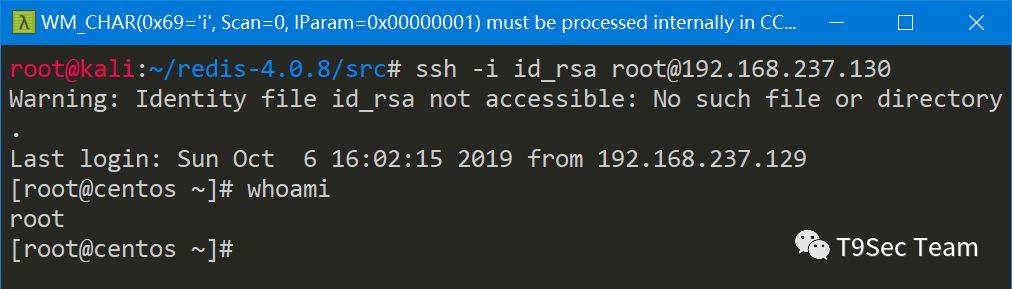 WM_CHAR(0x69='i', Scan=0, lParam=0x00000001) must be processed internally in CC...
root@kali:~/redis-4.0.8/src# ssh -i id_rsa root@192.168.237.130
Warning: Identity file id_rsa not accessible: No such file or directory
.
Last login: Sun Oct  6 16:02:15 2019 from 192.168.237.129
[root@centos ~]# whoami
root
[root@centos ~]#
T9Sec Team